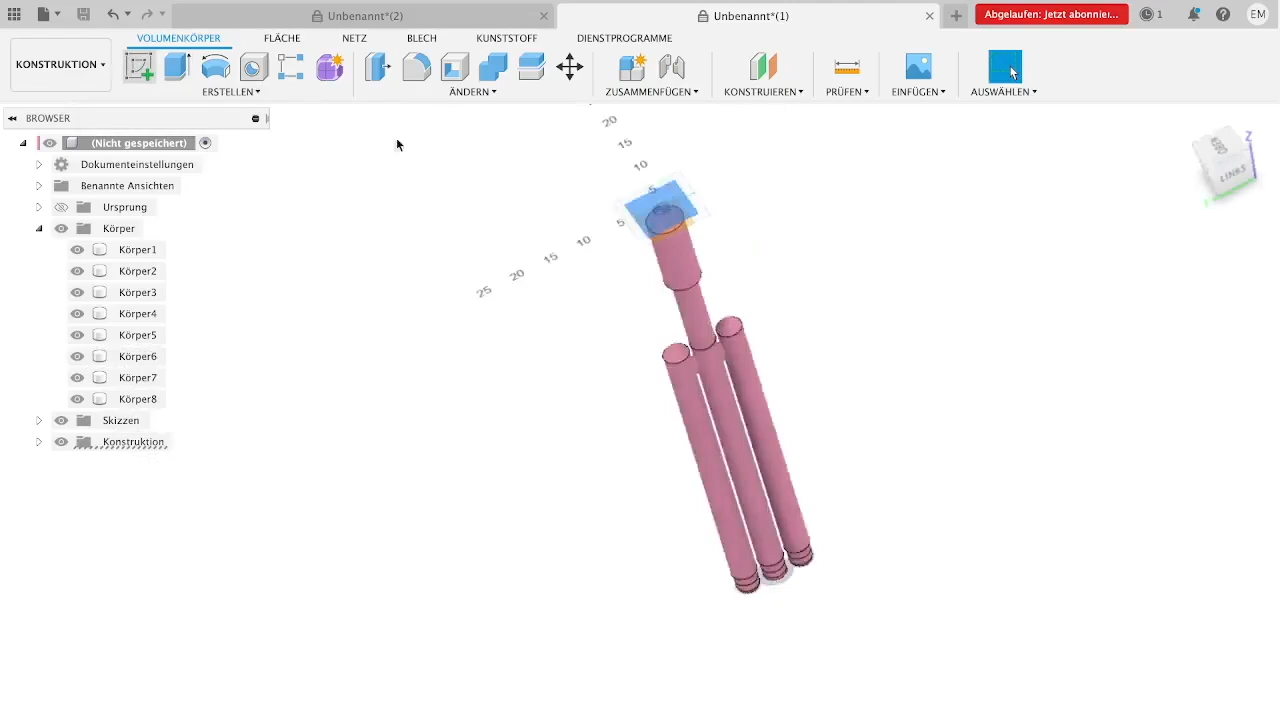 Unbenannt*(2)
Unbenannt*(1)
Abgelaufen: Jetzt abonniei...
1
EM
KONSTRUKTION
VOLUMENKÖRPER
FLÄCHE
NETZ
BLECH
KUNSTSTOFF
DIENSTPROGRAMME
ERSTELLEN
ÄNDERN
ZUSAMMENFÜGEN
KONSTRUIEREN
PRÜFEN
EINFÜGEN
AUSWÄHLEN
BROWSER
(Nicht gespeichert)
Dokumenteinstellungen
Benannte Ansichten
Ursprung
Körper
Körper1
Körper2
Körper3
Körper4
Körper5
Körper6
Körper7
Körper8
Skizzen
Konstruktion
20
15
10
5
5
10
15
20
25
Z
LINKS